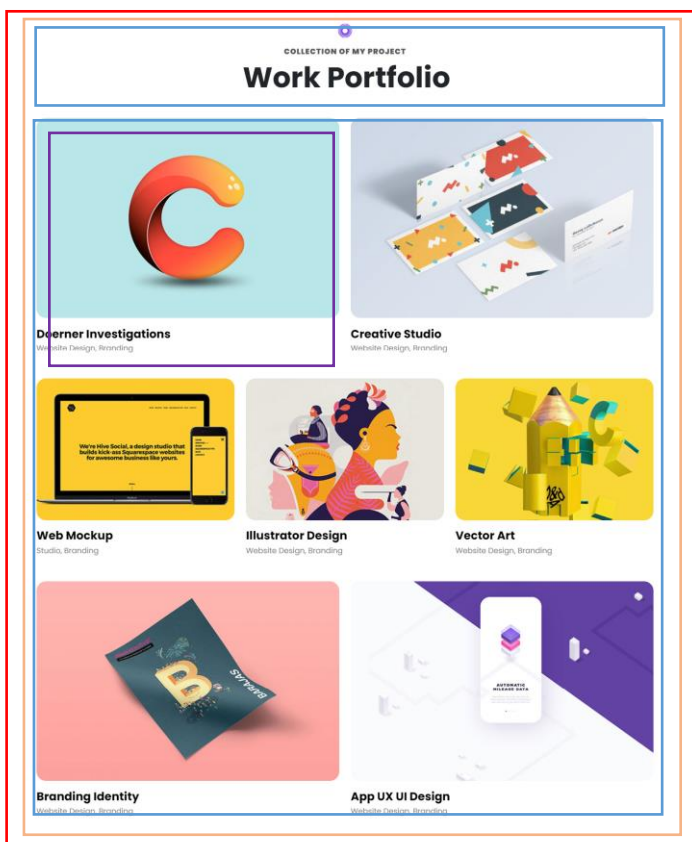 COLLECTION OF MY PROJECT
Work Portfolio
Doerner Investigations
Website Design, Branding
Creative Studio
Website Design, Branding
We're Hive Social, a design studio that
builds kick-ass Squarespace websites
for awesome business like yours.
Web Mockup
Studio, Branding
Illustrator Design
Website Design, Branding
Vector Art
Website Design, Branding
B
BARAJAS
AUTOMATIC
MILEAGE DATA
Branding Identity
Website Design, Branding
App UX UI Design
Website Design, Branding